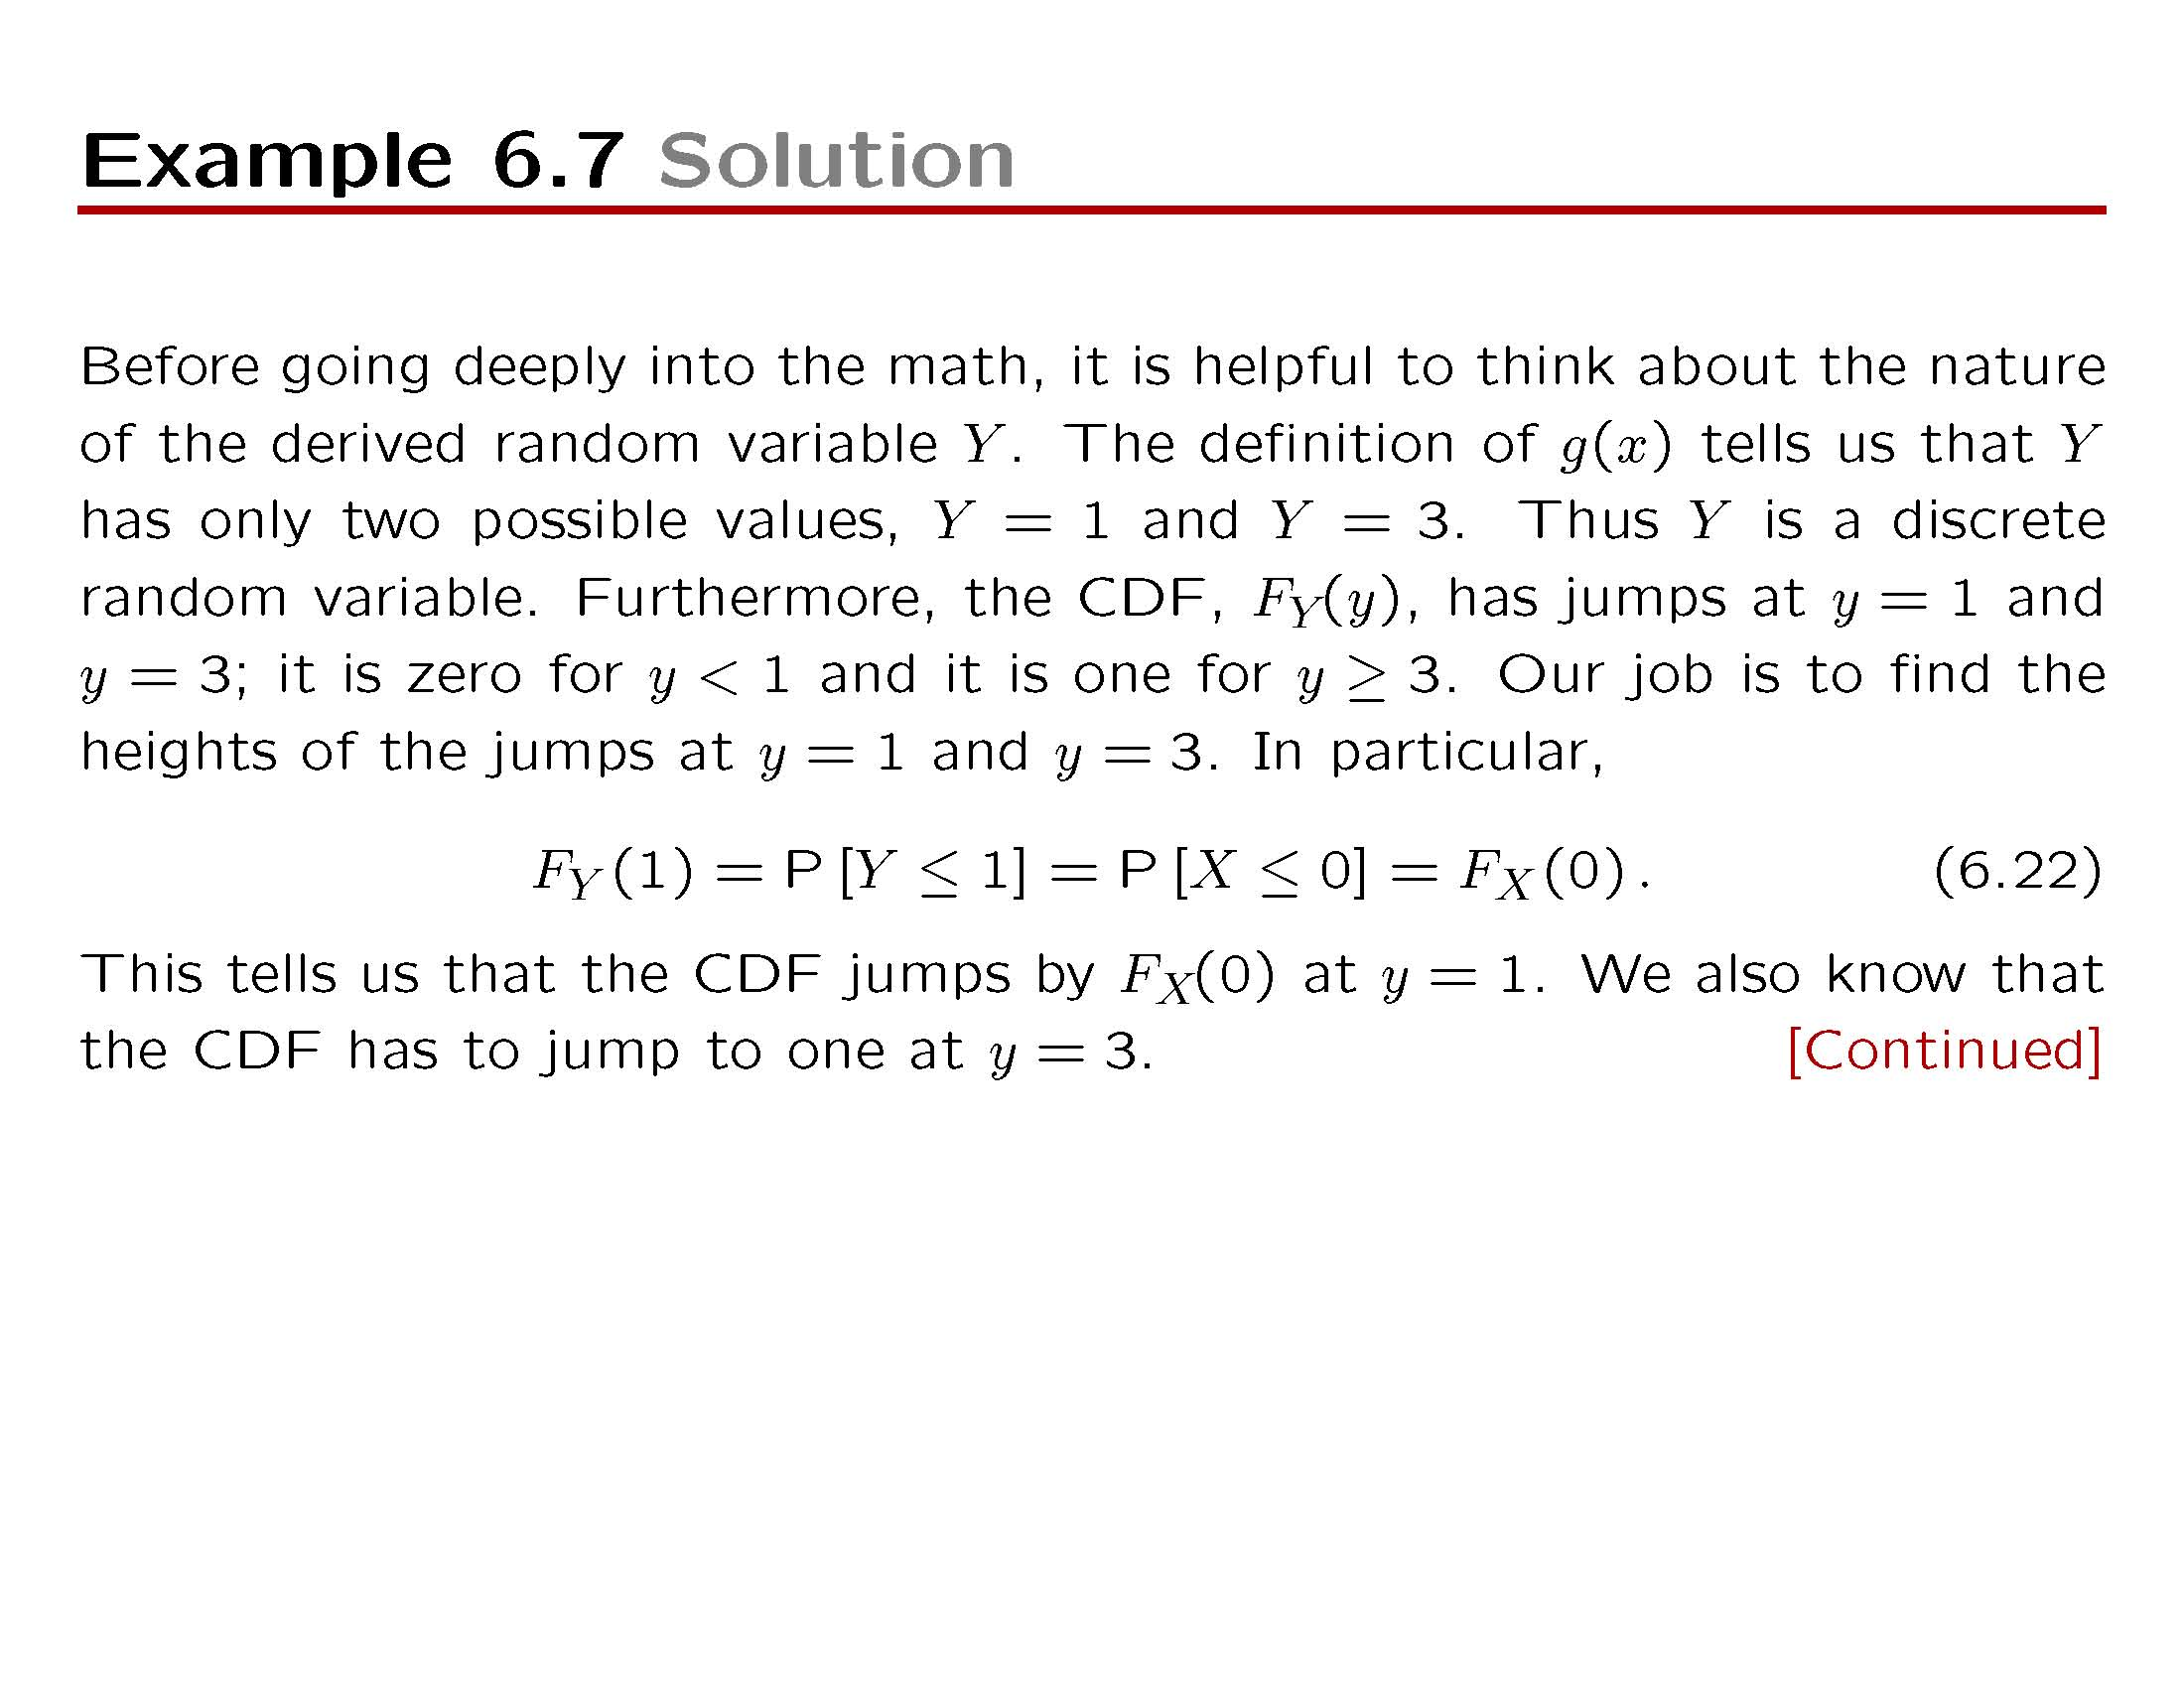 Example 6.7 Solution
Before going deeply into the math, it is helpful to think about the nature
of the derived random variable Y. The definition of g(x) tells us that Y
has only two possible values, Y = 1 and Y = 3. Thus Y is a discrete
random variable. Furthermore, the CDF, F_Y(y), has jumps at y = 1 and
y = 3; it is zero for y < 1 and it is one for y ≥ 3. Our job is to find the
heights of the jumps at y = 1 and y = 3. In particular,
F_Y(1) = P [Y ≤ 1] = P [X ≤ 0] = F_X(0). (6.22)
This tells us that the CDF jumps by F_X(0) at y = 1. We also know that
the CDF has to jump to one at y = 3. [Continued]